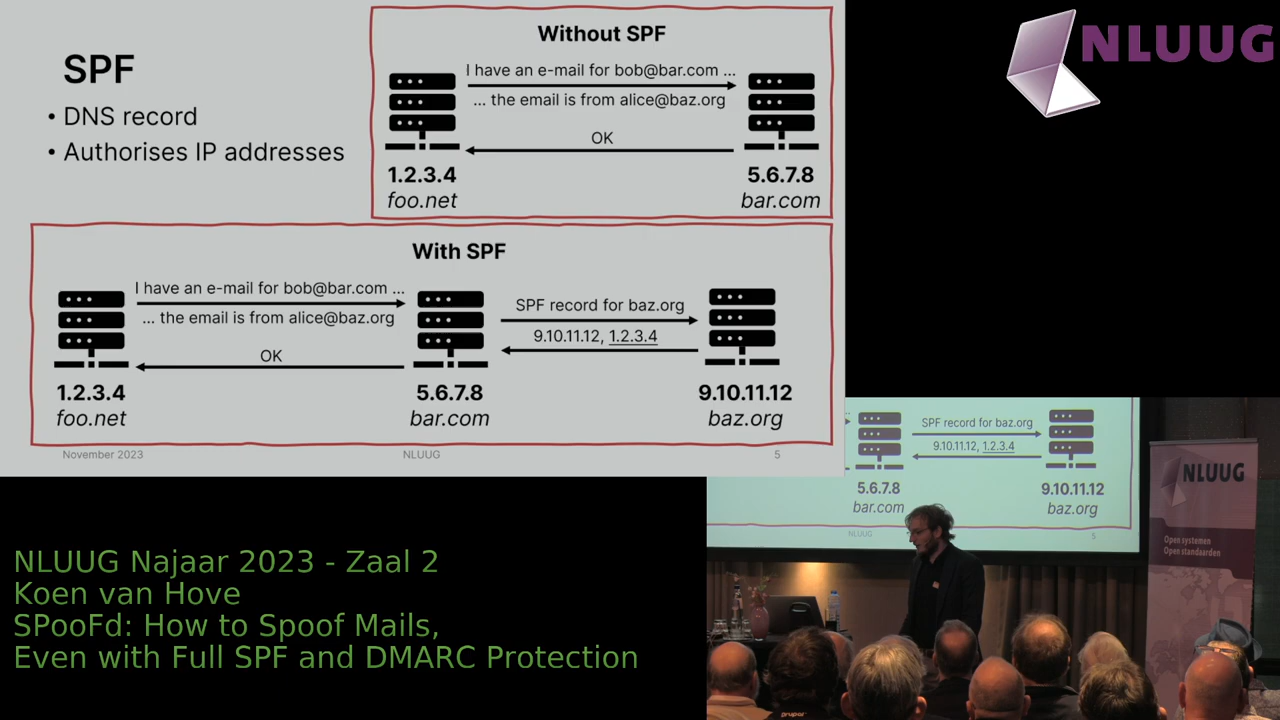 SPF
• DNS record
• Authorises IP addresses
Without SPF
I have an e-mail for bob@bar.com ...
... the email is from alice@baz.org
OK
1.2.3.4
foo.net
5.6.7.8
bar.com
With SPF
I have an e-mail for bob@bar.com ...
... the email is from alice@baz.org
OK
SPF record for baz.org
9.10.11.12, 1.2.3.4
1.2.3.4
foo.net
5.6.7.8
bar.com
9.10.11.12
baz.org
November 2023
NLUUG
5
NLUUG
SPF record for baz.org
9.10.11.12, 1.2.3.4
5.6.7.8
bar.com
9.10.11.12
baz.org
NLUUG
5
NLUUG
Open systemen
Open standaarden
NLUUG Najaar 2023 - Zaal 2
Koen van Hove
SPooFd: How to Spoof Mails,
Even with Full SPF and DMARC Protection